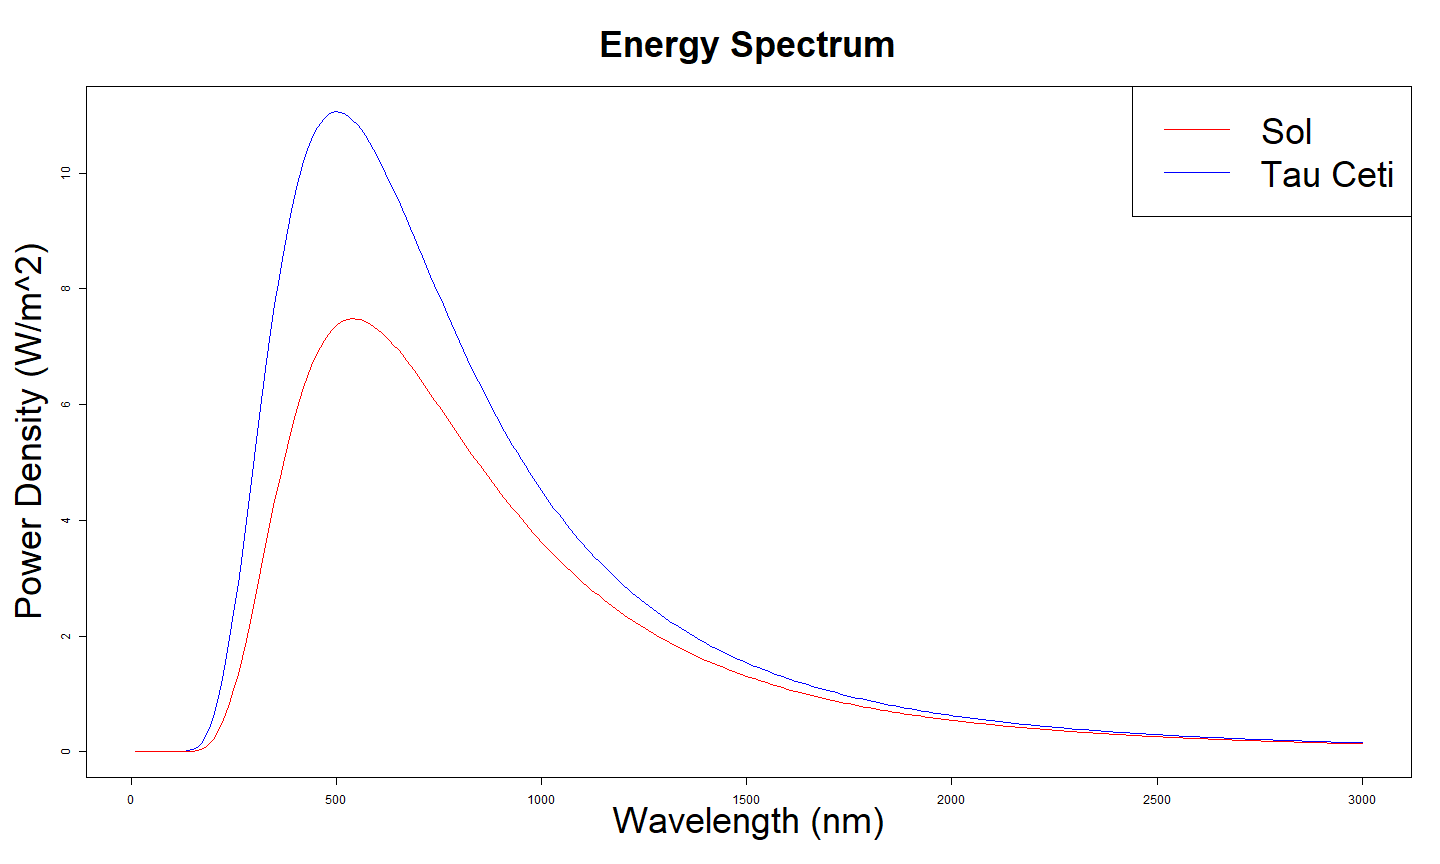 Energy Spectrum
Sol
Tau Ceti
Power Density (W/m^2)
10
8
6
4
2
0
0 500 1000 1500 2000 2500 3000
Wavelength (nm)